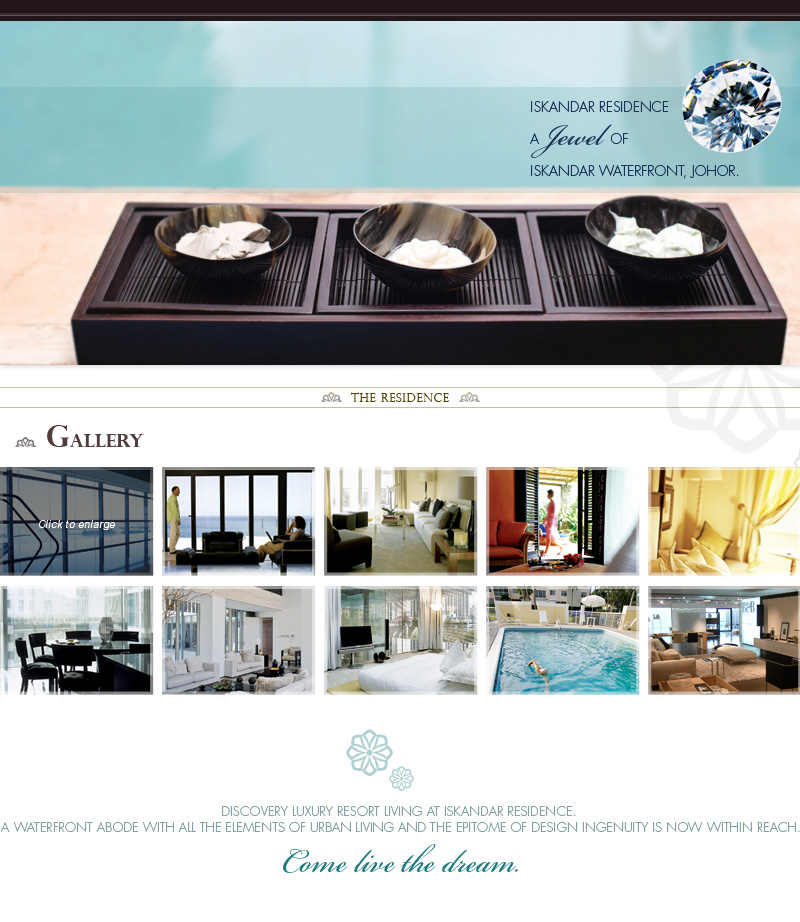 ISKANDAR RESIDENCE
A Jewel OF
ISKANDAR WATERFRONT, JOHOR.
THE RESIDENCE
GALLERY
Click to enlarge
DISCOVERY LUXURY RESORT LIVING AT ISKANDAR RESIDENCE.
A WATERFRONT ABODE WITH ALL THE ELEMENTS OF URBAN LIVING AND THE EPITOME OF DESIGN INGENUITY IS NOW WITHIN REACH.
Come live the dream.